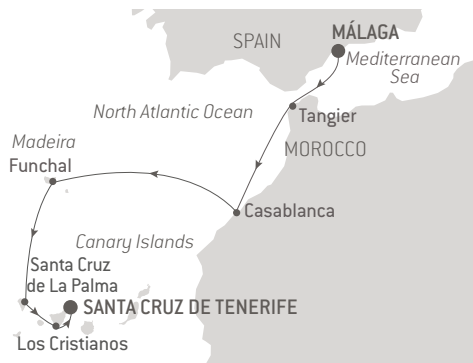 MÁLAGA
SPAIN
Mediterranean
Sea
North Atlantic Ocean
Tangier
MOROCCO
Madeira
Funchal
Casablanca
Canary Islands
Santa Cruz
de La Palma
SANTA CRUZ DE TENERIFE
Los Cristianos